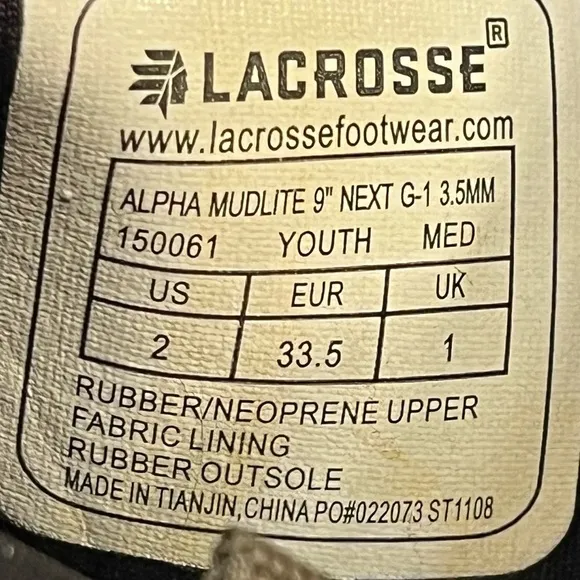 LACROSSE®
www.lacrossefootwear.com
ALPHA MUDLITE 9" NEXT G-1 3.5MM
150061 YOUTH MED
US EUR UK
2 33.5 1
RUBBER/NEOPRENE UPPER
FABRIC LINING
RUBBER OUTSOLE
MADE IN TIANJIN,CHINA PO#022073 ST1108